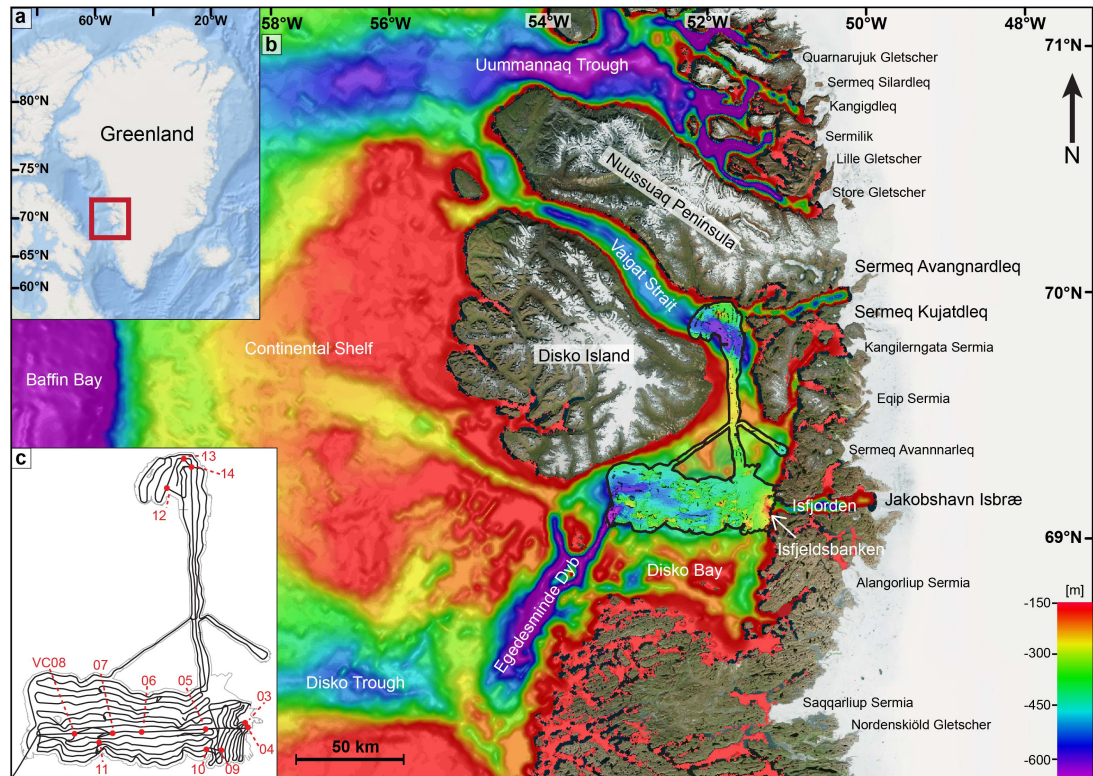 a
60°W
40°W
20°W
80°N
75°N
70°N
65°N
60°N
Greenland
b
58°W
56°W
54°W
52°W
50°W
48°W
71°N
70°N
69°N
N
Uummannaq Trough
Quarnarujuk Gletscher
Sermeq Silardleq
Kangigdleq
Sermilik
Lille Gletscher
Store Gletscher
Nuussuaq Peninsula
Vaigat Strait
Sermeq Avangnardleq
Sermeq Kujatdleq
Kangilerngata Sermia
Continental Shelf
Disko Island
Baffin Bay
Eqip Sermia
Sermeq Avannnarleq
Isfjorden
Jakobshavn Isbræ
Isfjeldsbanken
Disko Bay
Egedesminde Dyb
Alangorliup Sermia
Disko Trough
Saqqarliup Sermia
Nordenskiöld Gletscher
50 km
[m]
-150
-300
-450
-600
c
13
14
12
VC08
07
06
05
03
04
11
10
09